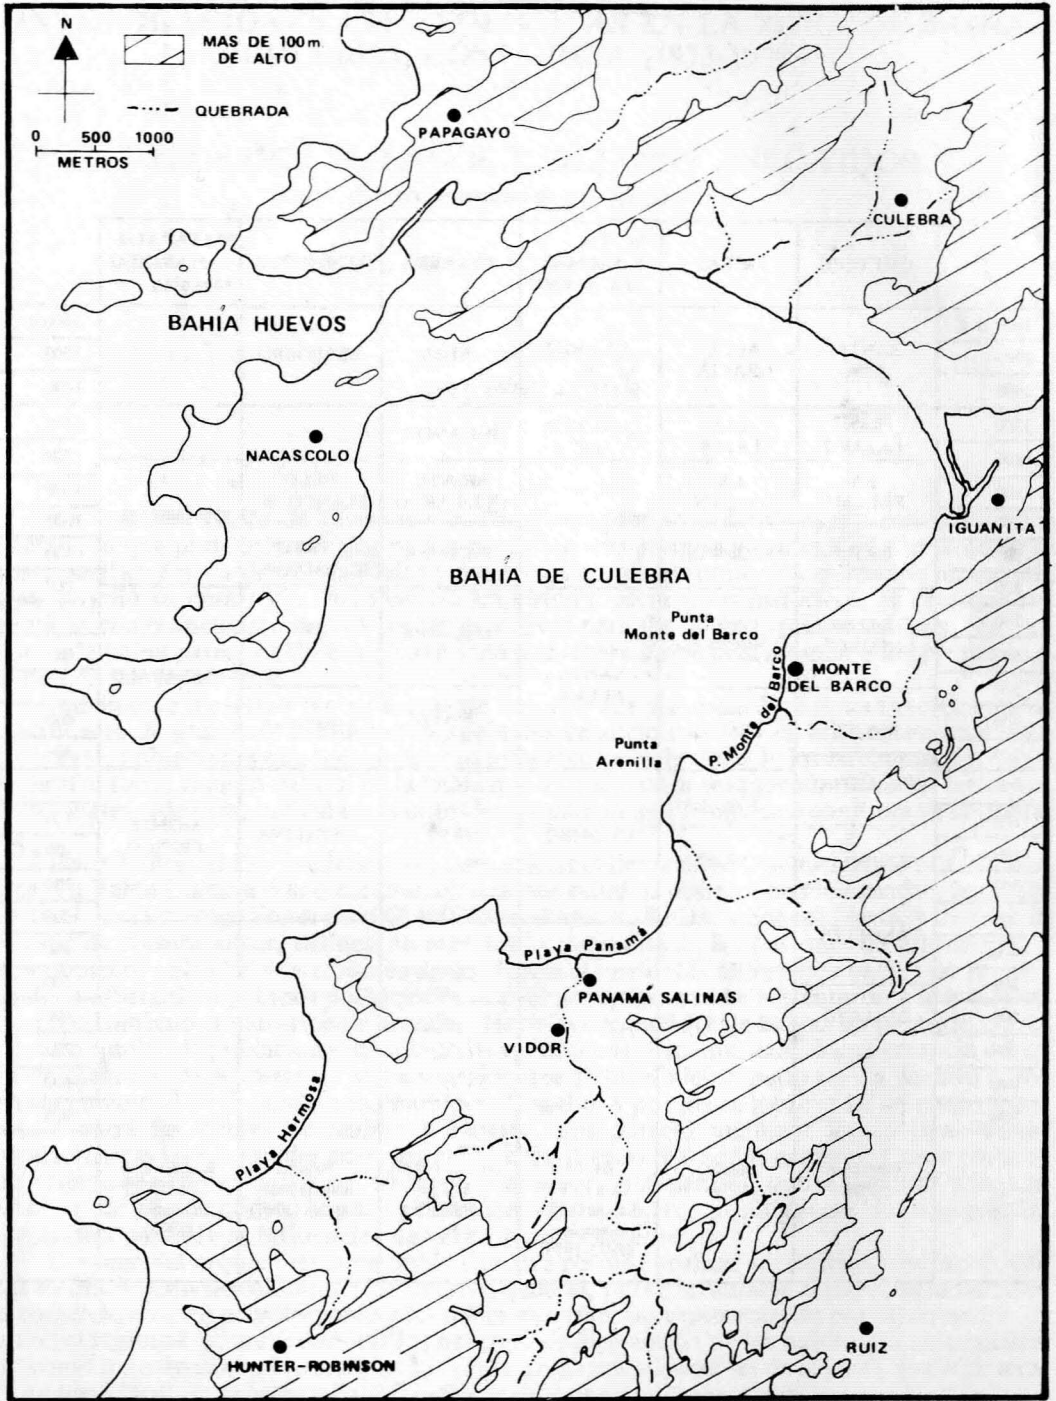 N
MAS DE 100m.
DE ALTO
QUEBRADA
0 500 1000
METROS
PAPAGAYO
CULEBRA
BAHÍA HUEVOS
NACASCOLO
IGUANITA
BAHÍA DE CULEBRA
Punta
Monte del Barco
MONTE
DEL BARCO
P. Monte del Barco
Punta
Arenilla
Playa Panamá
PANAMÁ SALINAS
VIDOR
Playa Hermosa
RUIZ
HUNTER-ROBINSON